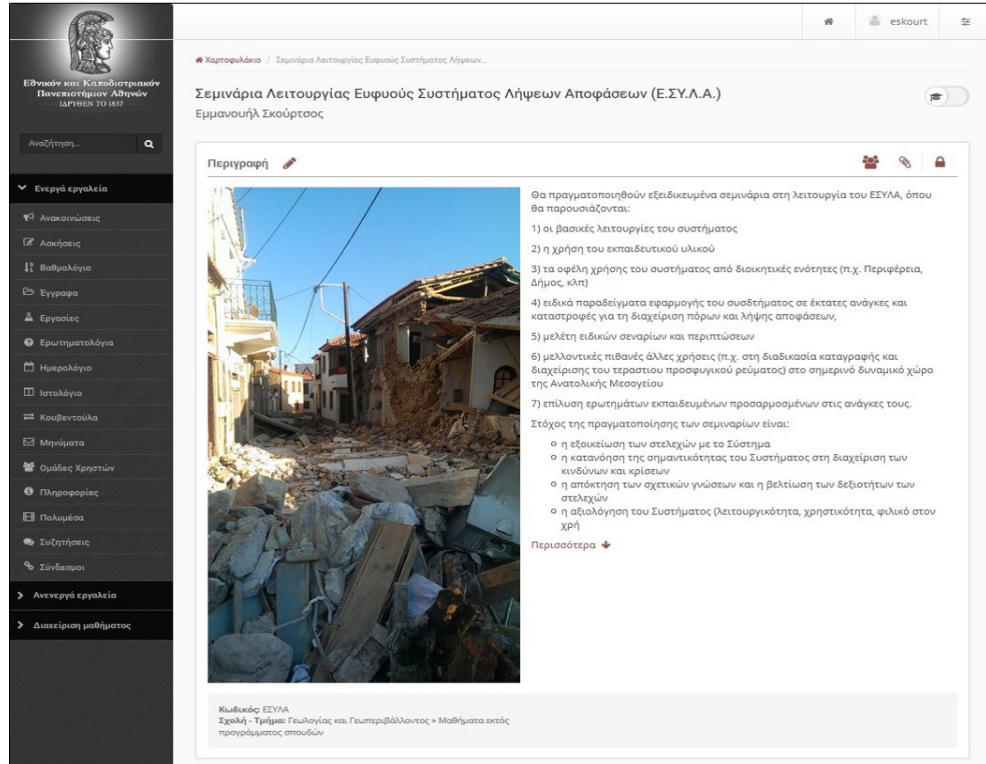 eskourt
Εθνικόν και Καποδιστριακόν
Πανεπιστήμιον Αθηνών
ΙΔΡΥΘΕΝ ΤΟ 1837
Αναζήτηση...
Ενεργά εργαλεία
Ανακοινώσεις
Ασκήσεις
Βαθμολόγιο
Έγγραφα
Εργασίες
Ερωτηματολόγια
Ημερολόγιο
Ιστολόγιο
Κουβεντούλα
Μηνύματα
Ομάδες Χρηστών
Πληροφορίες
Πολυμέσα
Συζητήσεις
Σύνδεσμοι
Ανενεργά εργαλεία
Διαχείριση μαθήματος
Χαρτοφυλάκιο / Σεμινάρια Λειτουργίας Ευφυούς Συστήματος Λήψεων...
Σεμινάρια Λειτουργίας Ευφυούς Συστήματος Λήψεων Αποφάσεων (Ε.ΣΥ.Λ.Α.)
Εμμανουήλ Σκούρτσος
Περιγραφή
Θα πραγματοποιηθούν εξειδικευμένα σεμινάρια στη λειτουργία του ΕΣΥΛΑ, όπου
θα παρουσιάζονται:
1) οι βασικές λειτουργίες του συστήματος
2) η χρήση του εκπαιδευτικού υλικού
3) τα οφέλη χρήσης του συστήματος από διοικητικές ενότητες (π.χ. Περιφέρεια,
Δήμος, κλπ)
4) ειδικά παραδείγματα εφαρμογής του συσδτήματος σε έκτατες ανάγκες και
καταστροφές για τη διαχείριση πόρων και λήψης αποφάσεων,
5) μελέτη ειδικών σεναρίων και περιπτώσεων
6) μελλοντικές πιθανές άλλες χρήσεις (π.χ. στη διαδικασία καταγραφής και
διαχείρισης του τεραστιου προσφυγικού ρεύματος) στο σημερινό δυναμικό χώρο
της Ανατολικής Μεσογείου
7) επίλυση ερωτημάτων εκπαιδευμένων προσαρμοσμένων στις ανάγκες τους.
Στόχος της πραγματοποίησης των σεμιναρίων είναι:
η εξοικείωση των στελεχών με το Σύστημα
η κατανόηση της σημαντικότητας του Συστήματος στη διαχείριση των
κινδύνων και κρίσεων
η απόκτηση των σχετικών γνώσεων και η βελτίωση των δεξιοτήτων των
στελεχών
η αξιολόγηση του Συστήματος (λειτουργικότητα, χρηστικότητα, φιλικό στον
χρή
Περισσότερα
Κωδικός: ΕΣΥΛΑ
Σχολή - Τμήμα: Γεωλογίας και Γεωπεριβάλλοντος » Μαθήματα εκτός
προγράμματος σπουδών